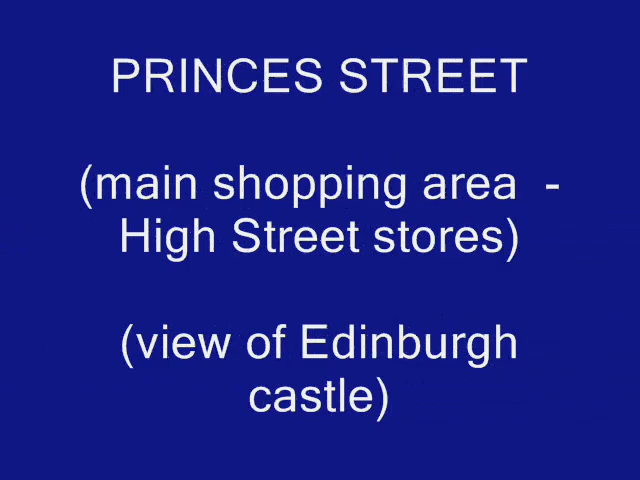 PRINCES STREET
(main shopping area  -
High Street stores)
(view of Edinburgh
castle)